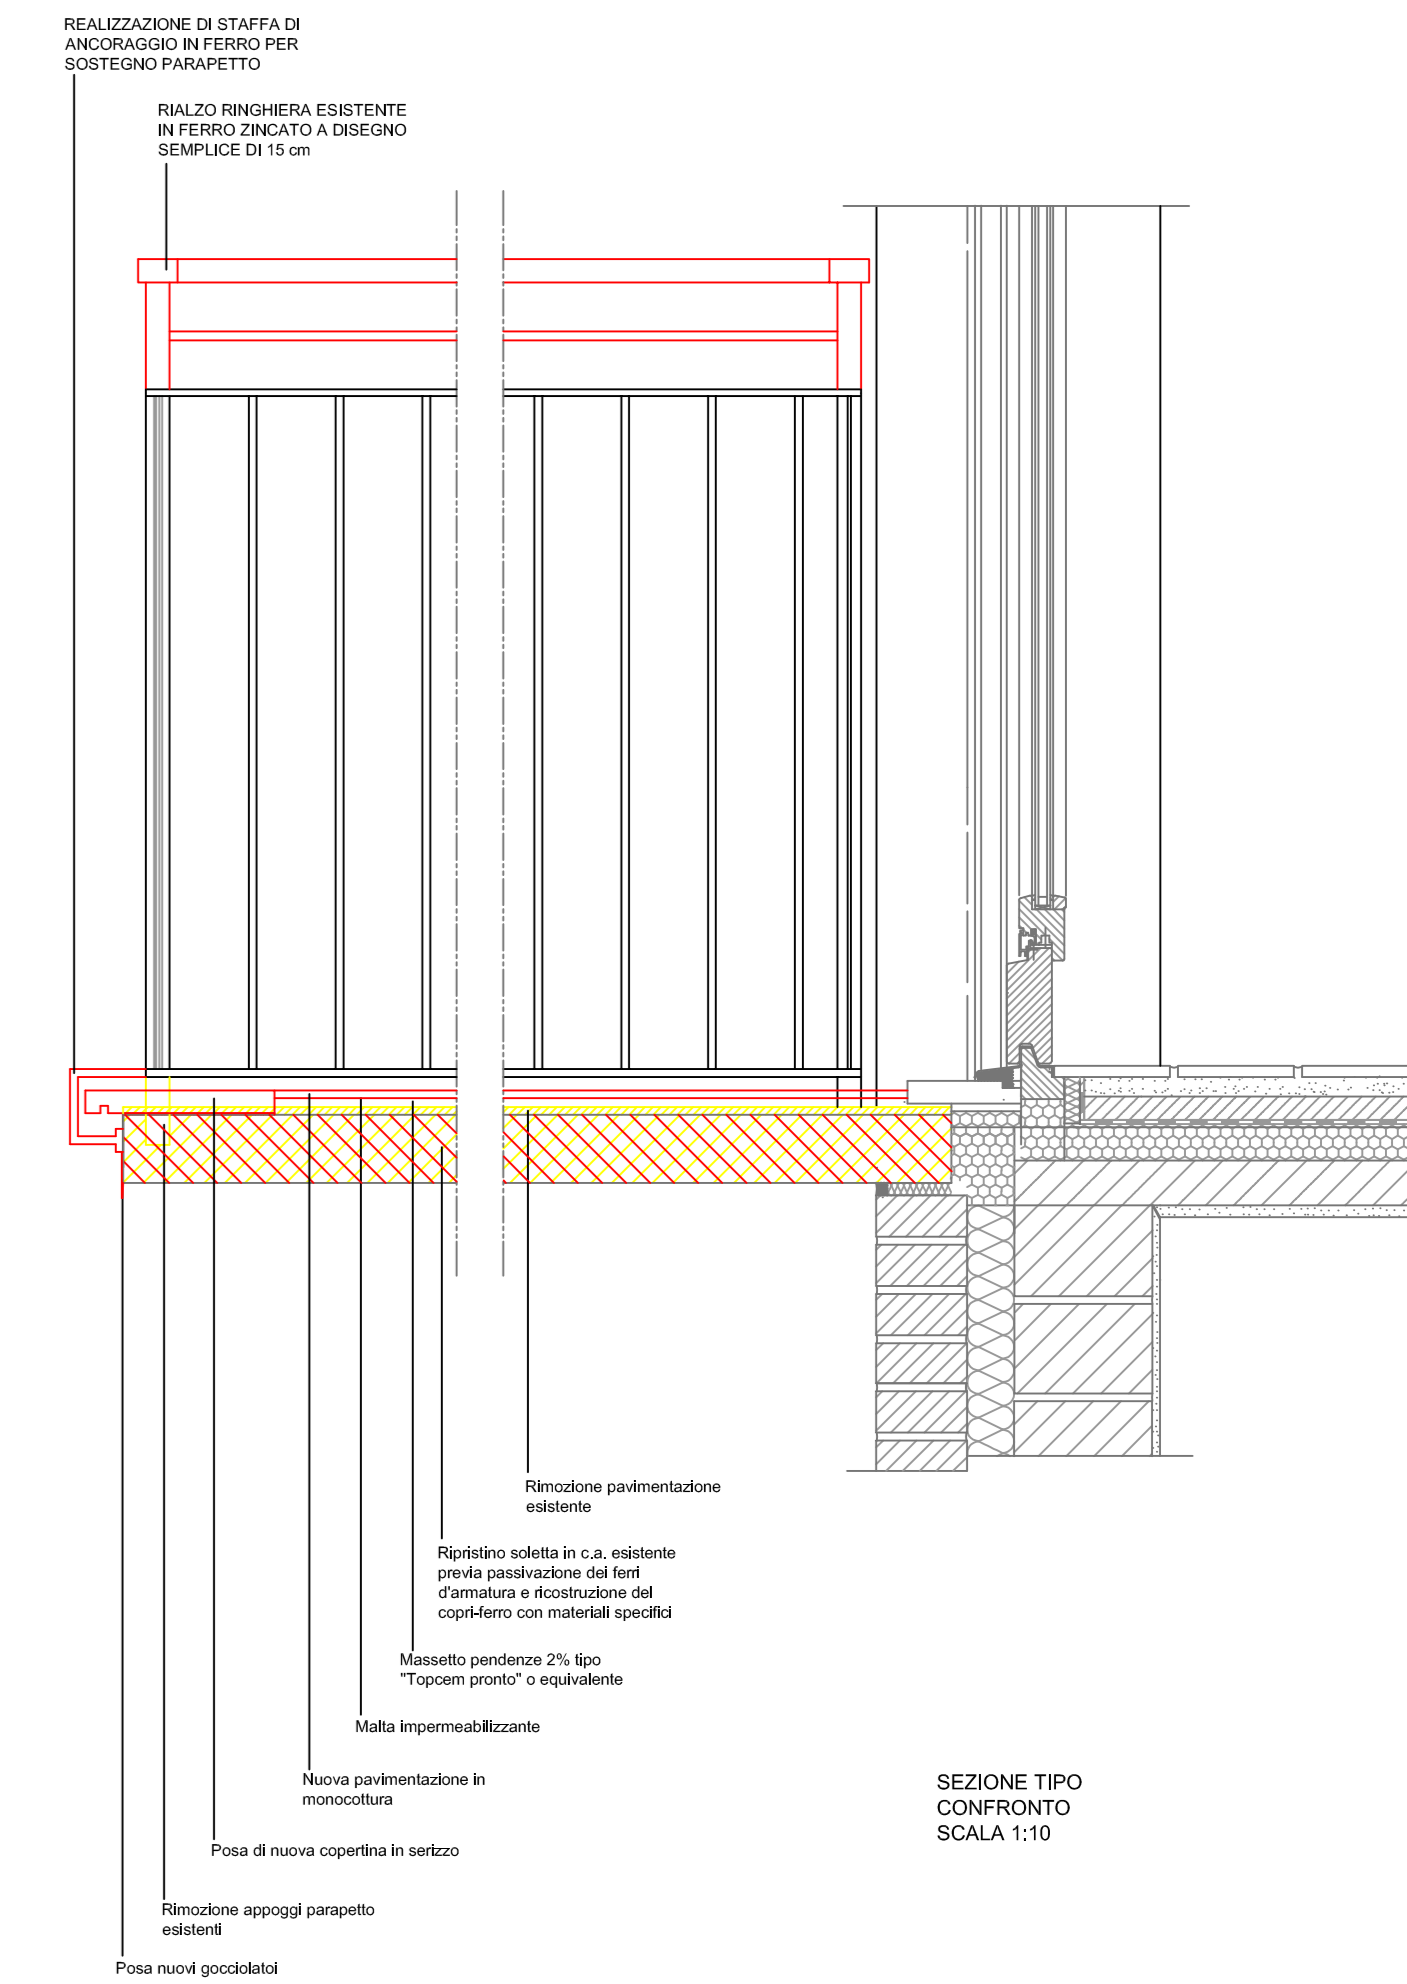 REALIZZAZIONE DI STAFFA DI
ANCORAGGIO IN FERRO PER
SOSTEGNO PARAPETTO
RIALZO RINGHIERA ESISTENTE
IN FERRO ZINCATO A DISEGNO
SEMPLICE DI 15 cm
Rimozione pavimentazione
esistente
Ripristino soletta in c.a. esistente
previa passivazione dei ferri
d'armatura e ricostruzione del
copri-ferro con materiali specifici
Massetto pendenze 2% tipo
"Topcem pronto" o equivalente
Malta impermeabilizzante
Nuova pavimentazione in
monocottura
Posa di nuova copertina in serizzo
Rimozione appoggi parapetto
esistenti
Posa nuovi gocciolatoi
SEZIONE TIPO
CONFRONTO
SCALA 1:10